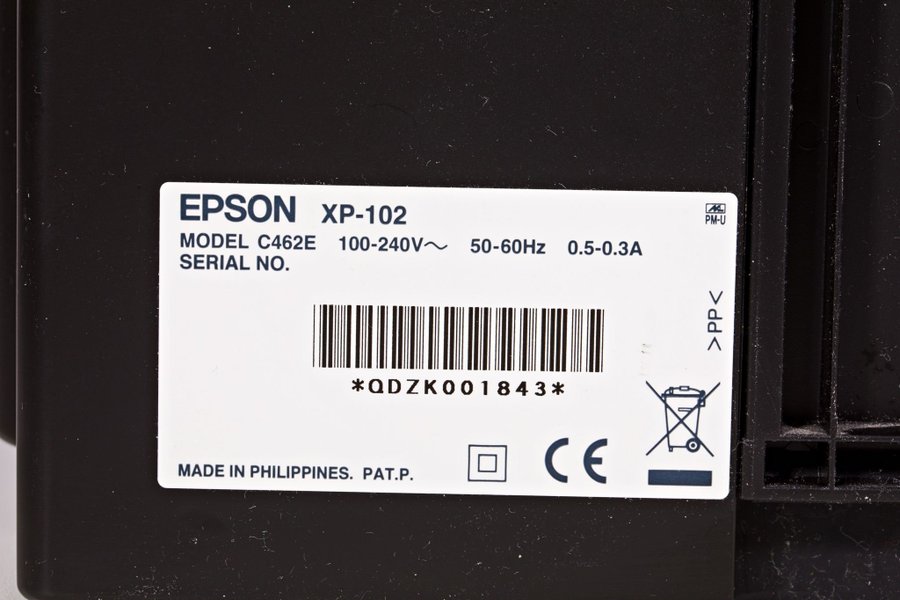 EPSON XP-102
MODEL C462E 100-240V～ 50-60Hz 0.5-0.3A
SERIAL NO.
*QDZK001843*
MADE IN PHILIPPINES. PAT.P.
CE
PM-U
>PP<